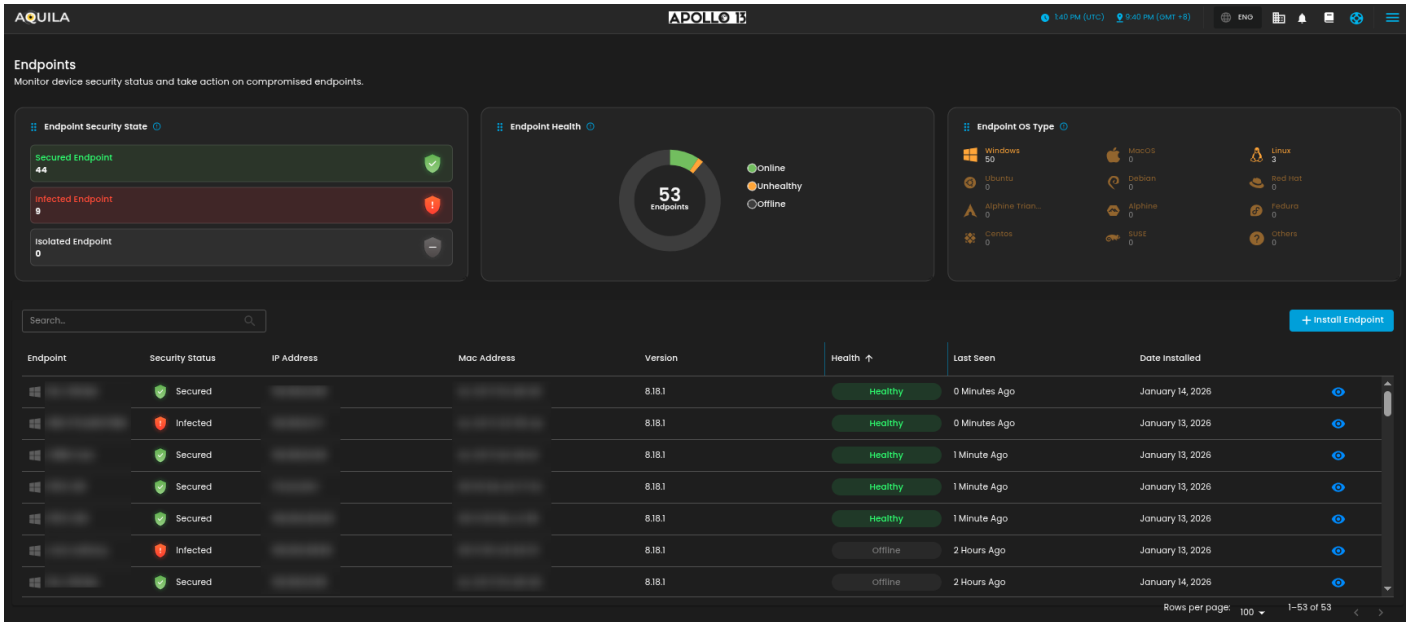 AQUILA
APOLLO 13
1:40 PM (UTC)
9:40 PM (GMT +8)
ENG
Endpoints
Monitor device security status and take action on compromised endpoints.
Endpoint Security State
Secured Endpoint
44
Infected Endpoint
9
Isolated Endpoint
0
Endpoint Health
53
Endpoints
Online
Unhealthy
Offline
Endpoint OS Type
Windows
50
MacOS
0
Linux
3
Ubuntu
0
Debian
0
Red Hat
0
Alphine Trian...
0
Alphine
0
Fedura
0
Centos
0
SUSE
0
Others
0
Search...
+ Install Endpoint
Endpoint Security Status IP Address Mac Address Version Health Last Seen Date Installed
Secured 8.18.1 Healthy 0 Minutes Ago January 14, 2026
Infected 8.18.1 Healthy 0 Minutes Ago January 13, 2026
Secured 8.18.1 Healthy 1 Minute Ago January 13, 2026
Secured 8.18.1 Healthy 1 Minute Ago January 13, 2026
Secured 8.18.1 Healthy 1 Minute Ago January 13, 2026
Infected 8.18.1 Offline 2 Hours Ago January 13, 2026
Secured 8.18.1 Offline 2 Hours Ago January 14, 2026
Rows per page: 100 1–53 of 53